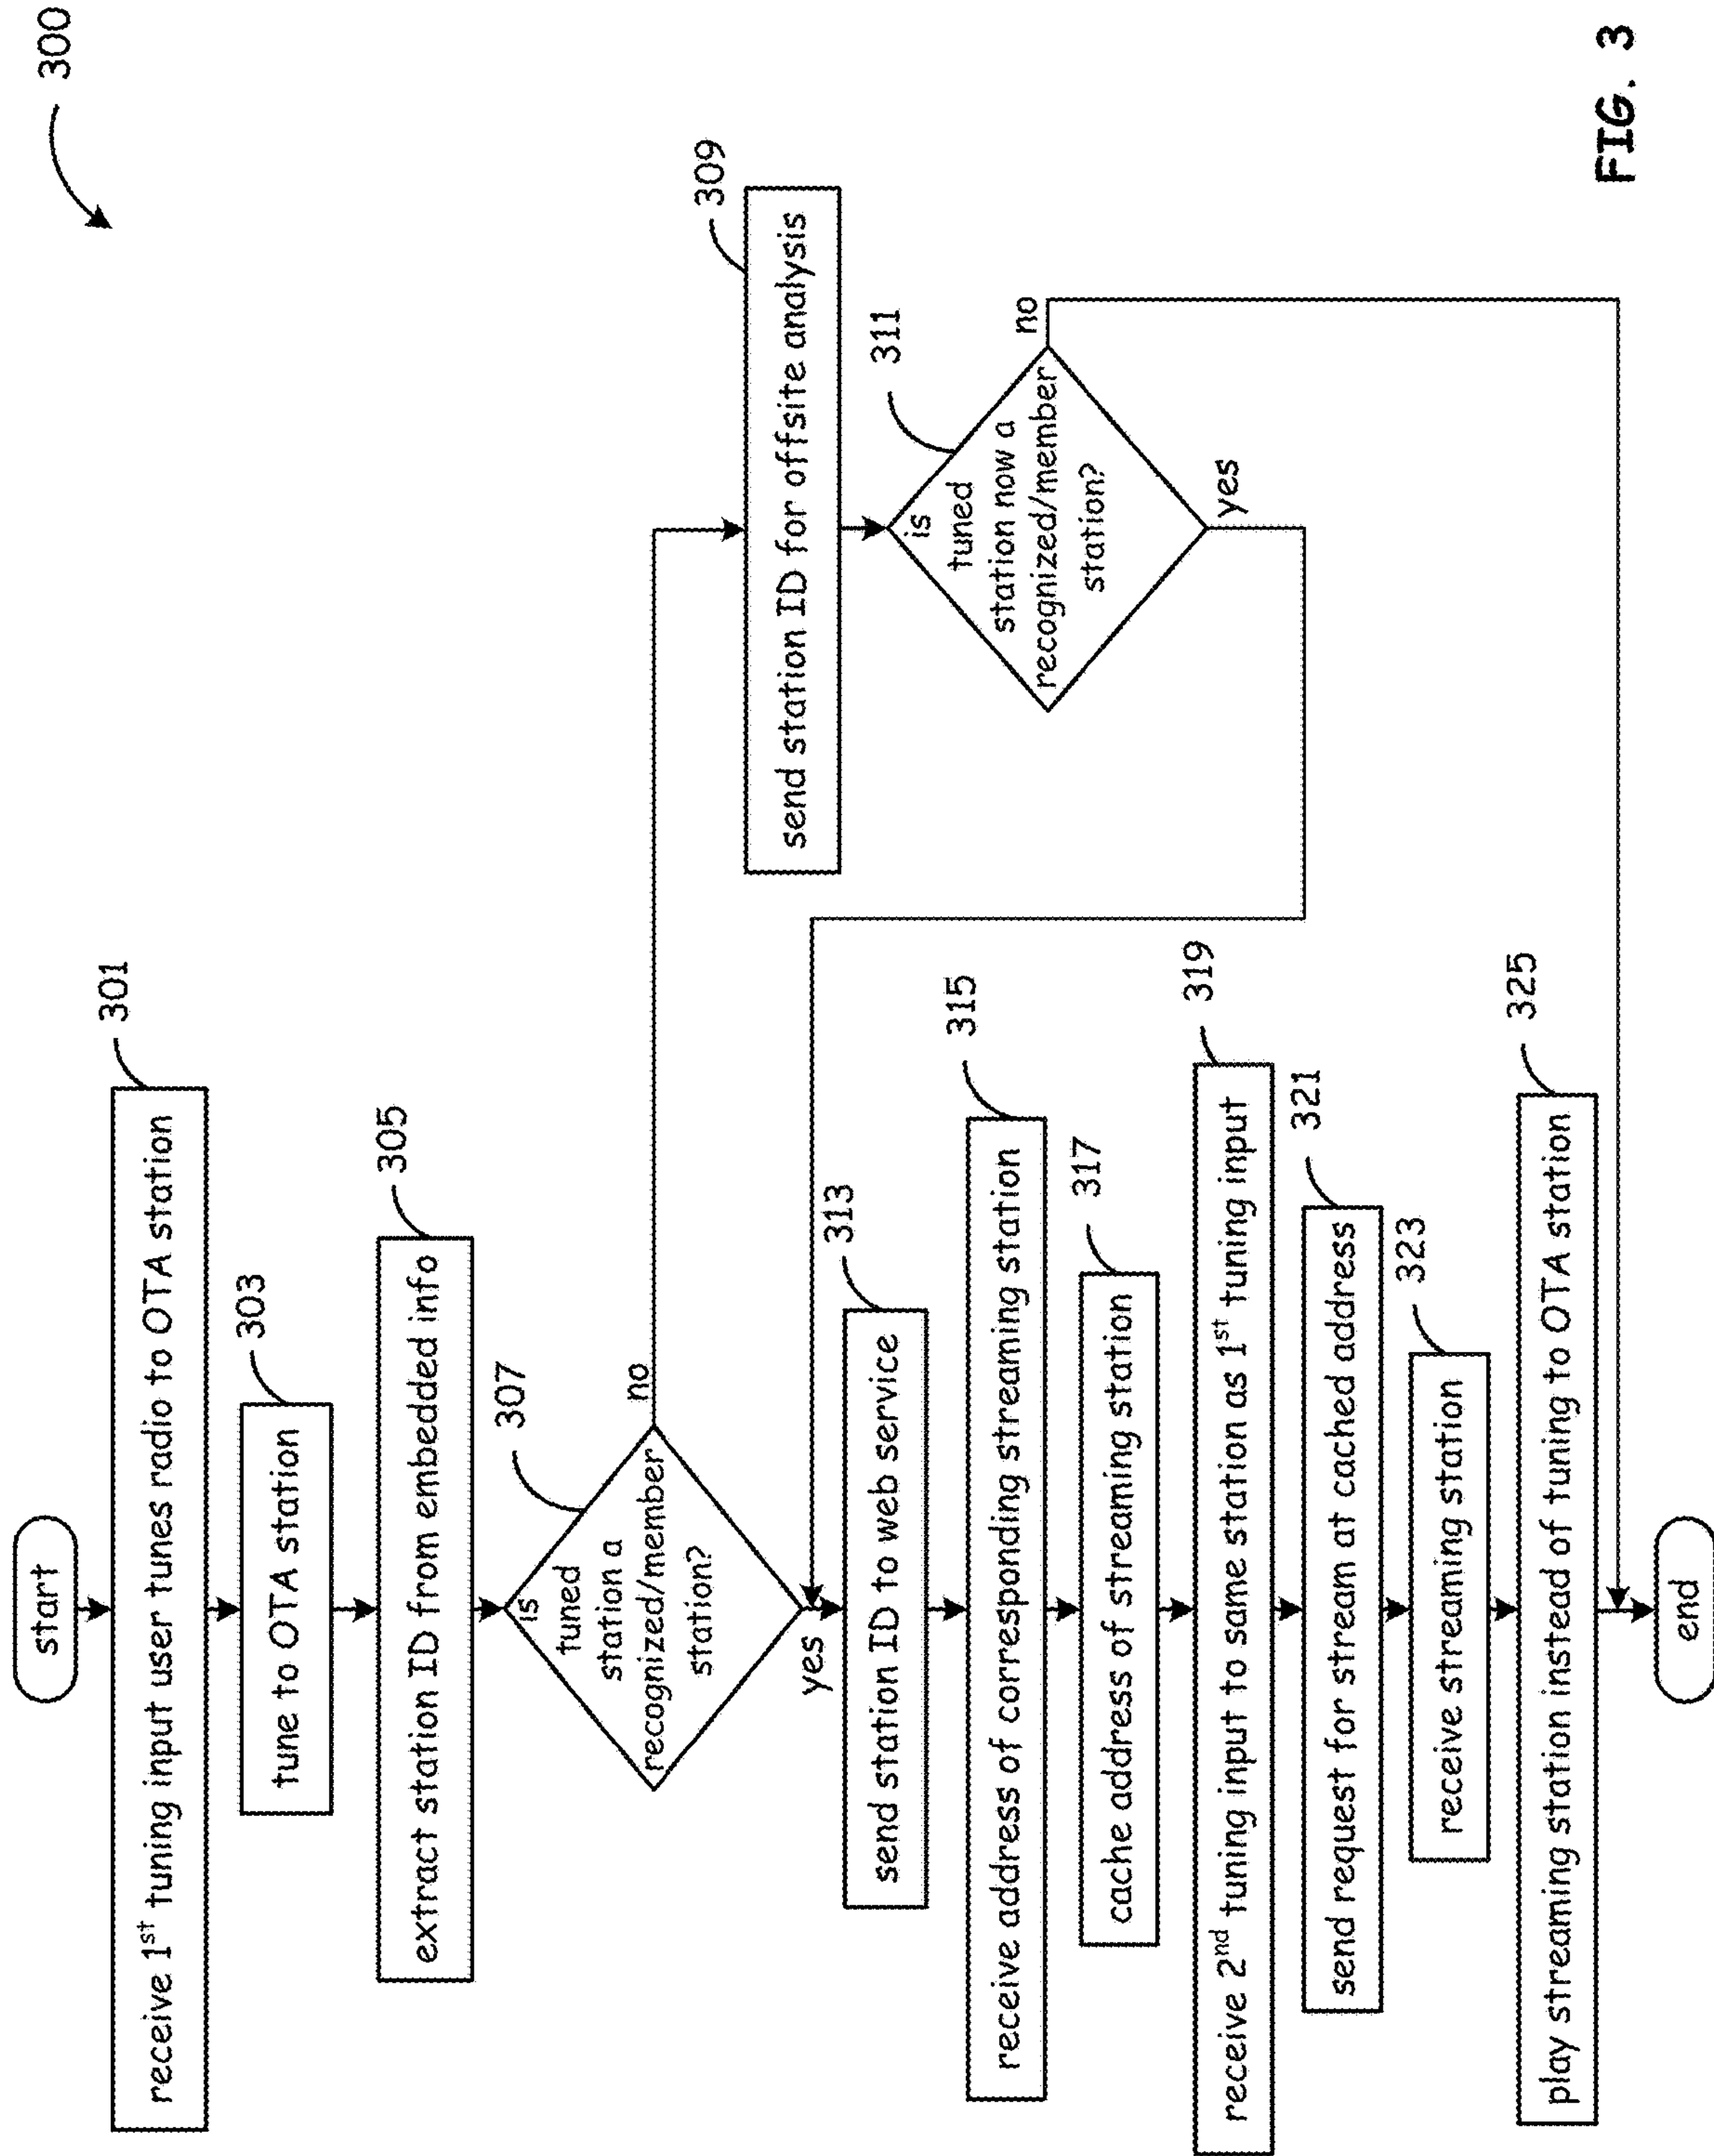 300
start
receive 1st tuning input user tunes radio to OTA station
301
tune to OTA station
303
extract station ID from embedded info
305
is
tuned
station a
recognized/member
station?
307
no
yes
send station ID for offsite analysis
309
is
tuned
station now a
recognized/member
station?
311
no
yes
send station ID to web service
313
receive address of corresponding streaming station
315
cache address of streaming station
317
receive 2nd tuning input to same station as 1st tuning input
319
send request for stream at cached address
321
receive streaming station
323
play streaming station instead of tuning to OTA station
325
end
FIG. 3